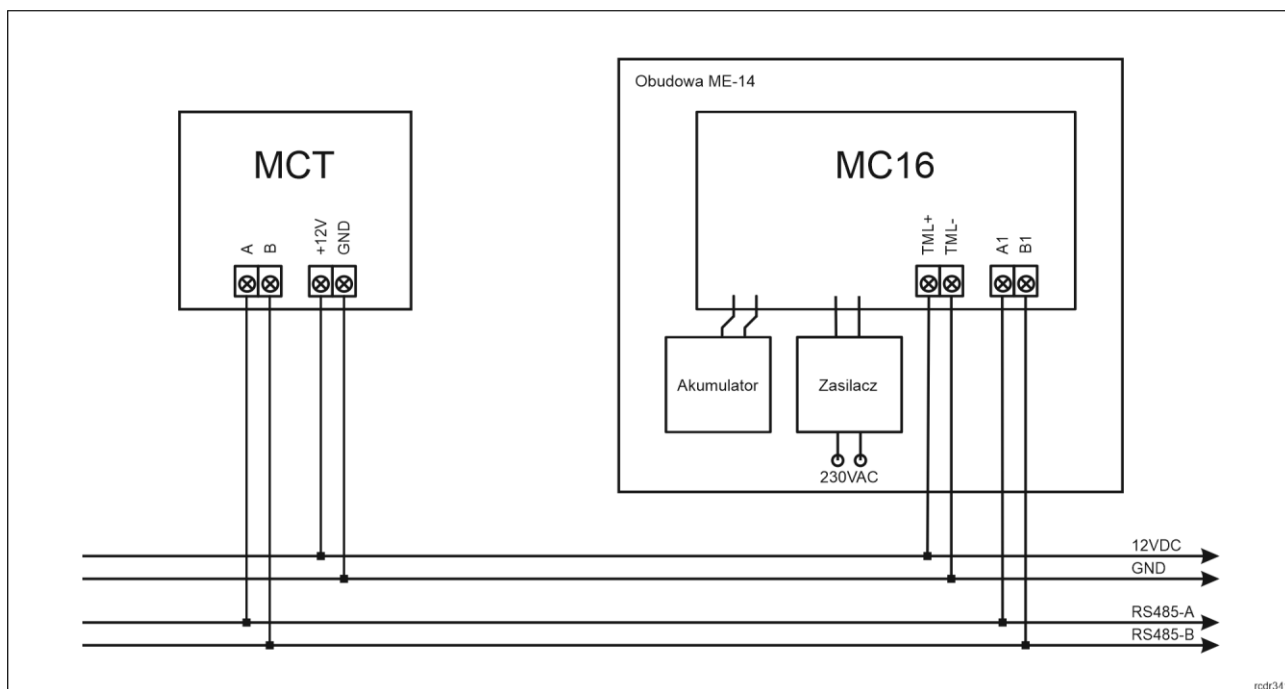 Obudowa ME-14
MCT
MC16
A
B
+12V
GND
TML+
TML-
A1
B1
Akumulator
Zasilacz
230VAC
12VDC
GND
RS485-A
RS485-B
rcdr34